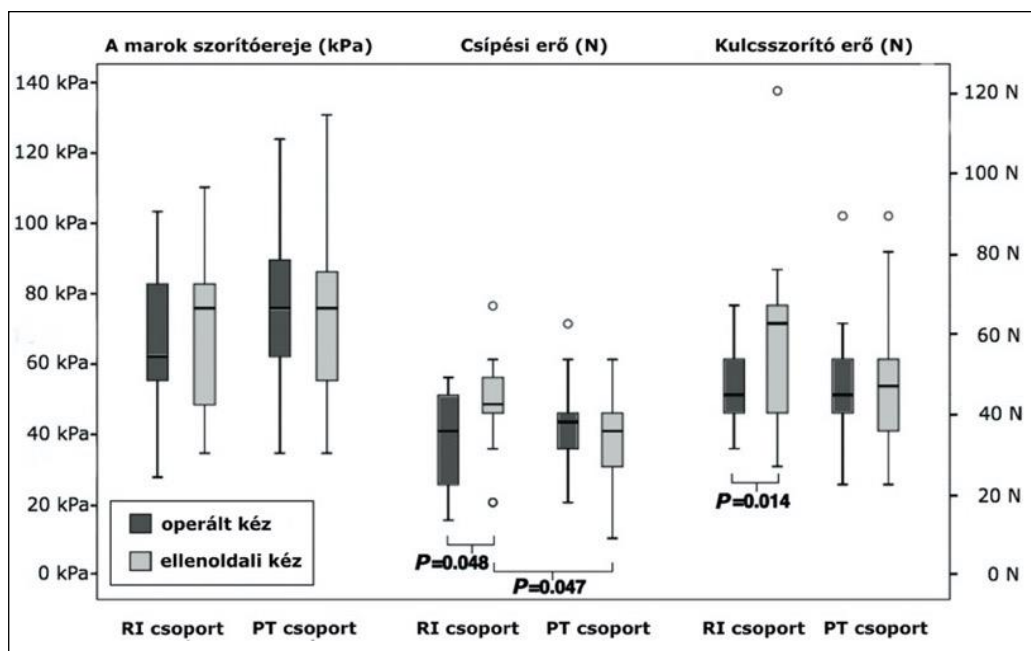 A marok szorítóereje (kPa) Csípési erő (N) Kulcsszorító erő (N)
140 kPa
120 kPa
100 kPa
80 kPa
60 kPa
40 kPa
20 kPa
0 kPa
120 N
100 N
80 N
60 N
40 N
20 N
0 N
operált kéz
ellenoldali kéz
P=0.048
P=0.047
P=0.014
RI csoport PT csoport RI csoport PT csoport RI csoport PT csoport